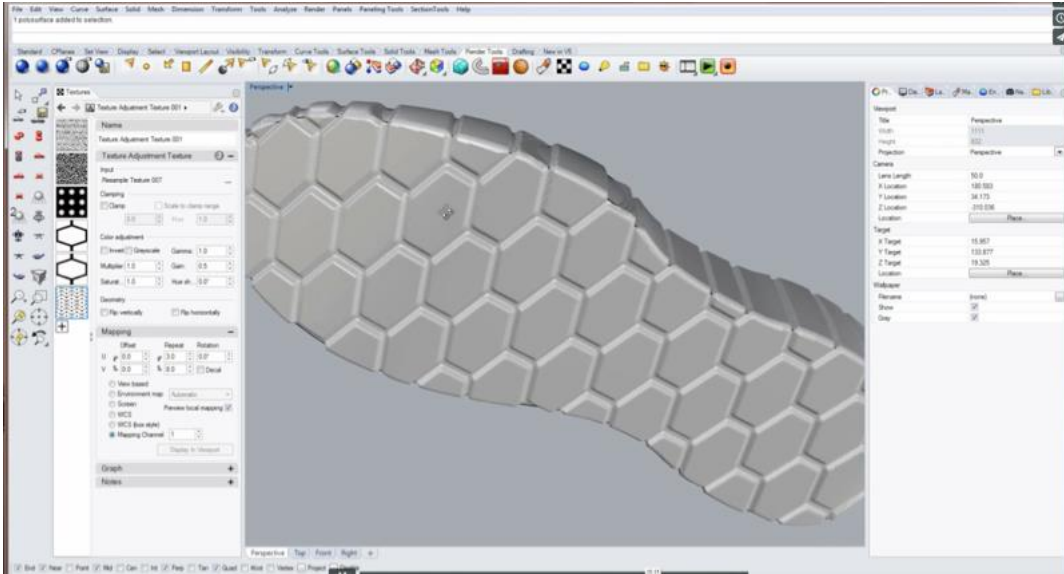 File Edit View Curve Surface Solid Mesh Dimension Transform Tools Analyze Render Panels Paneling Tools SectionTools Help
1 polysurface added to selection.
Standard CPlanes Set View Display Select Viewport Layout Visibility Transform Curve Tools Surface Tools Solid Tools Mesh Tools Render Tools Drafting New in V5
Textures
Texture Adjustment Texture 001
Name
Texture Adjustment Texture 001
Texture Adjustment Texture
Input
Resample Texture 007
Clamping
Clamp Scale to clamp range
0.0 Max 1.0
Color adjustment
Invert Grayscale Gamma: 1.0
Multiplier 1.0 Gain: 0.5
Saturat... 1.0 Hue sh... 0.0°
Geometry
Flip vertically Flip horizontally
Mapping
Offset Repeat Rotation
U 0.0 3.0 0.0°
V 0.0 8.0 Decal
View based
Environment map Automatic
Screen Preview local mapping
WCS
WCS (box style)
Mapping Channel 1
Display in Viewport
Graph
Notes
Perspective
Perspective Top Front Right
Viewport
Title Perspective
Width 1115
Height
Projection Perspective
Camera
Lens Length 50.0
X Location
Y Location 34.173
Z Location
Location Place...
Target
X Target 15.957
Y Target 133.877
Z Target 19.325
Location Place...
Wallpaper
Filename (none)
Show
Gray
End Near Point Mid Cen Int Perp Tan Quad Knot Vertex Project